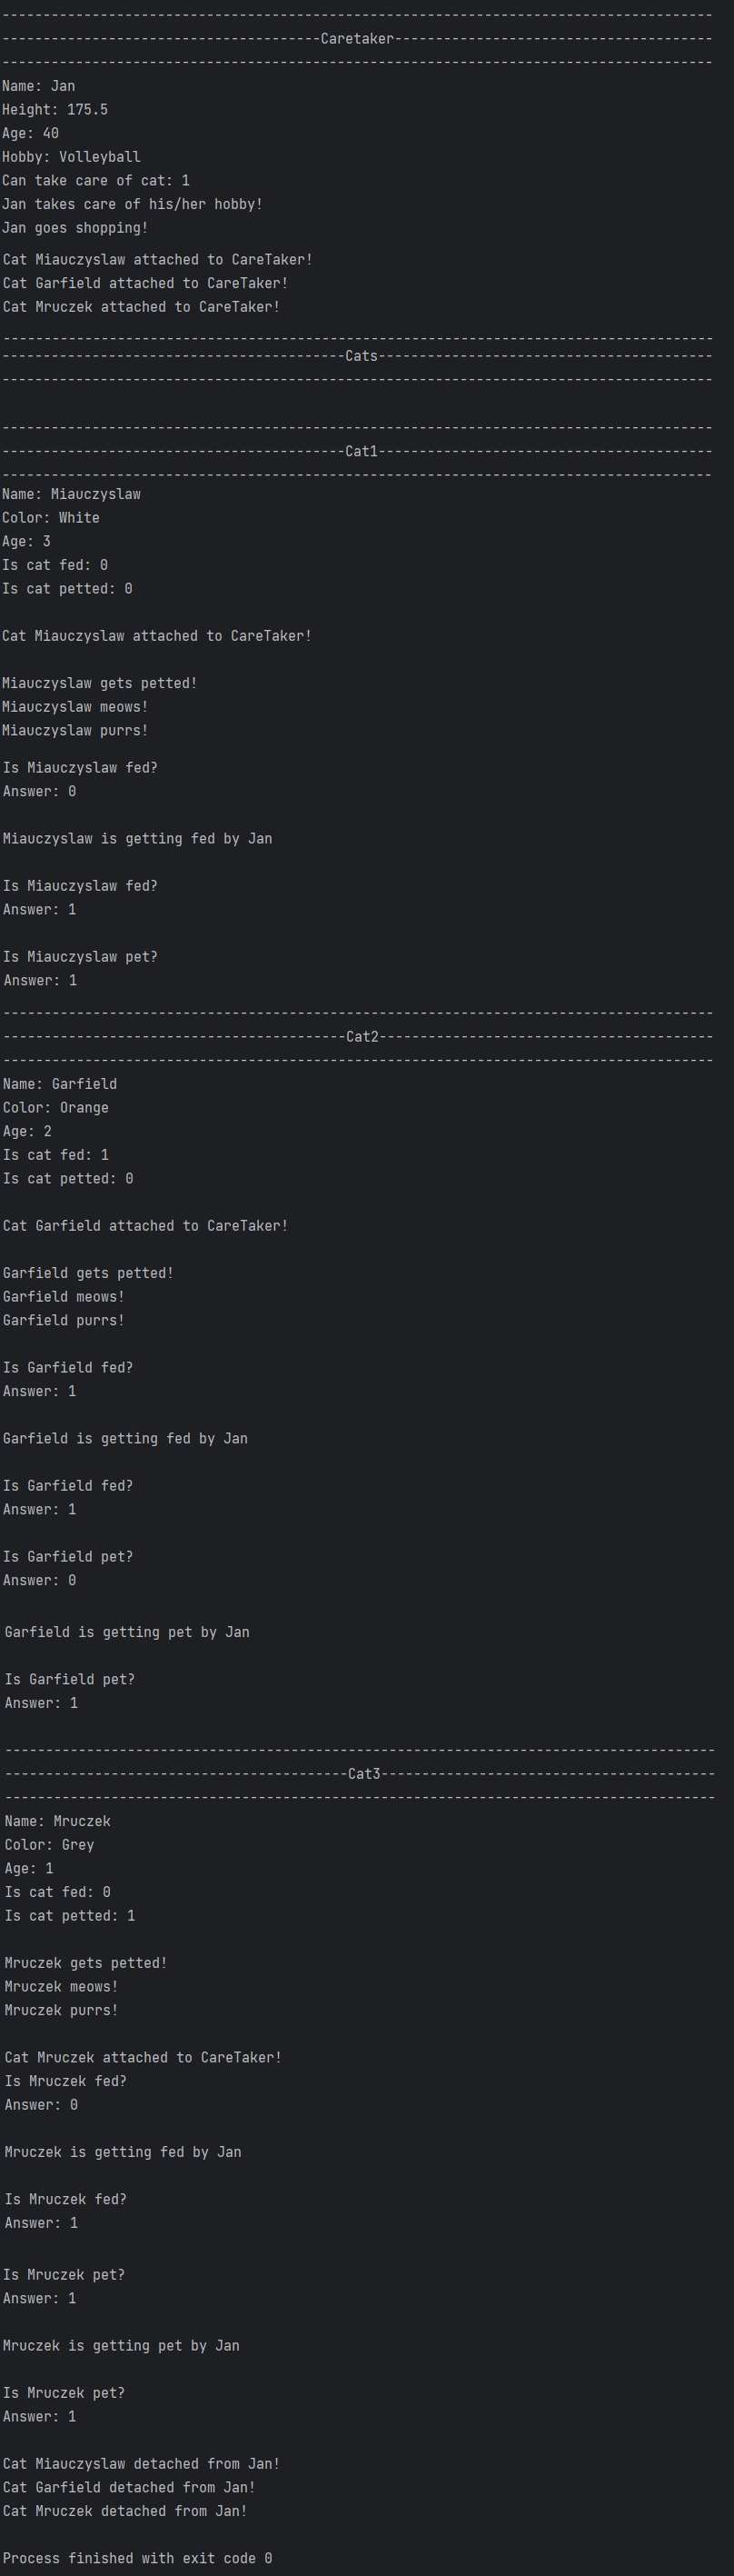 ---------------------------------------------------------------------------------------
---------------------------------------Caretaker---------------------------------------
---------------------------------------------------------------------------------------
Name: Jan
Height: 175.5
Age: 40
Hobby: Volleyball
Can take care of cat: 1
Jan takes care of his/her hobby!
Jan goes shopping!
Cat Miauczyslaw attached to CareTaker!
Cat Garfield attached to CareTaker!
Cat Mruczek attached to CareTaker!
---------------------------------------------------------------------------------------
------------------------------------------Cats-----------------------------------------
---------------------------------------------------------------------------------------
---------------------------------------------------------------------------------------
------------------------------------------Cat1-----------------------------------------
---------------------------------------------------------------------------------------
Name: Miauczyslaw
Color: White
Age: 3
Is cat fed: 0
Is cat petted: 0
Cat Miauczyslaw attached to CareTaker!
Miauczyslaw gets petted!
Miauczyslaw meows!
Miauczyslaw purrs!
Is Miauczyslaw fed?
Answer: 0
Miauczyslaw is getting fed by Jan
Is Miauczyslaw fed?
Answer: 1
Is Miauczyslaw pet?
Answer: 1
---------------------------------------------------------------------------------------
------------------------------------------Cat2-----------------------------------------
---------------------------------------------------------------------------------------
Name: Garfield
Color: Orange
Age: 2
Is cat fed: 1
Is cat petted: 0
Cat Garfield attached to CareTaker!
Garfield gets petted!
Garfield meows!
Garfield purrs!
Is Garfield fed?
Answer: 1
Garfield is getting fed by Jan
Is Garfield fed?
Answer: 1
Is Garfield pet?
Answer: 0
Garfield is getting pet by Jan
Is Garfield pet?
Answer: 1
---------------------------------------------------------------------------------------
------------------------------------------Cat3-----------------------------------------
---------------------------------------------------------------------------------------
Name: Mruczek
Color: Grey
Age: 1
Is cat fed: 0
Is cat petted: 1
Mruczek gets petted!
Mruczek meows!
Mruczek purrs!
Cat Mruczek attached to CareTaker!
Is Mruczek fed?
Answer: 0
Mruczek is getting fed by Jan
Is Mruczek fed?
Answer: 1
Is Mruczek pet?
Answer: 1
Mruczek is getting pet by Jan
Is Mruczek pet?
Answer: 1
Cat Miauczyslaw detached from Jan!
Cat Garfield detached from Jan!
Cat Mruczek detached from Jan!
Process finished with exit code 0